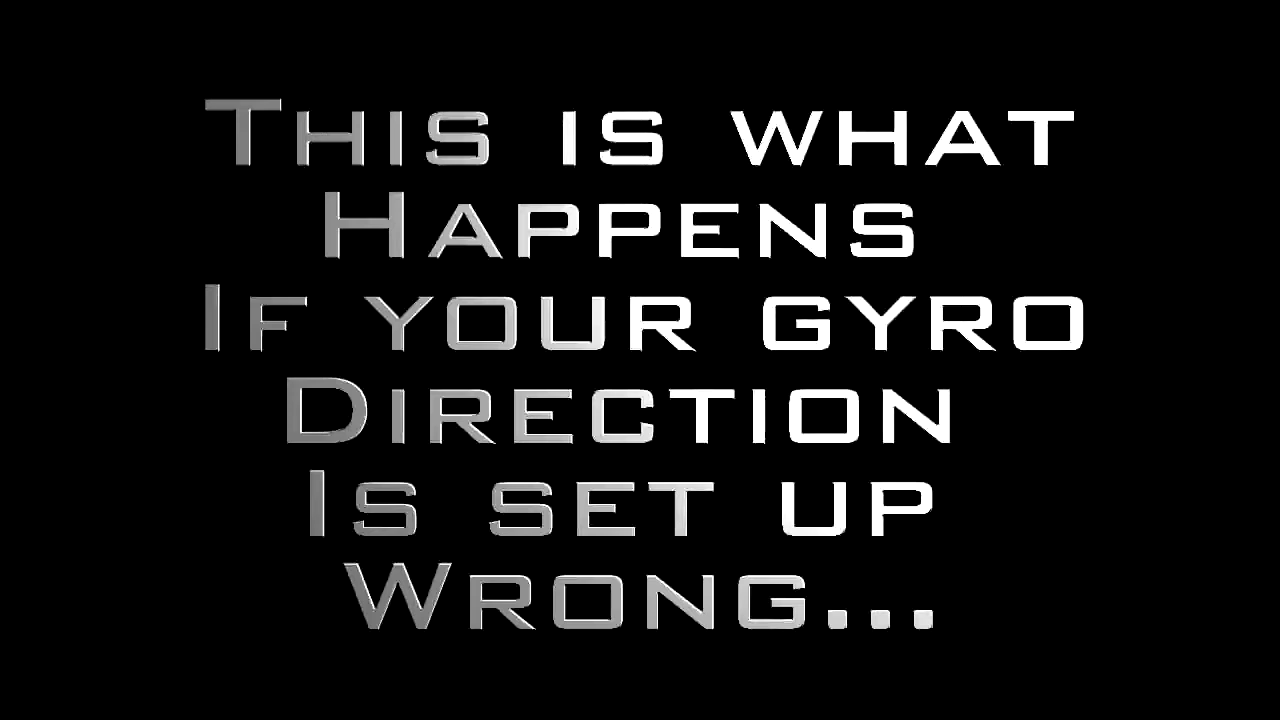 This is what
Happens
If your gyro
Direction
Is set up
Wrong...